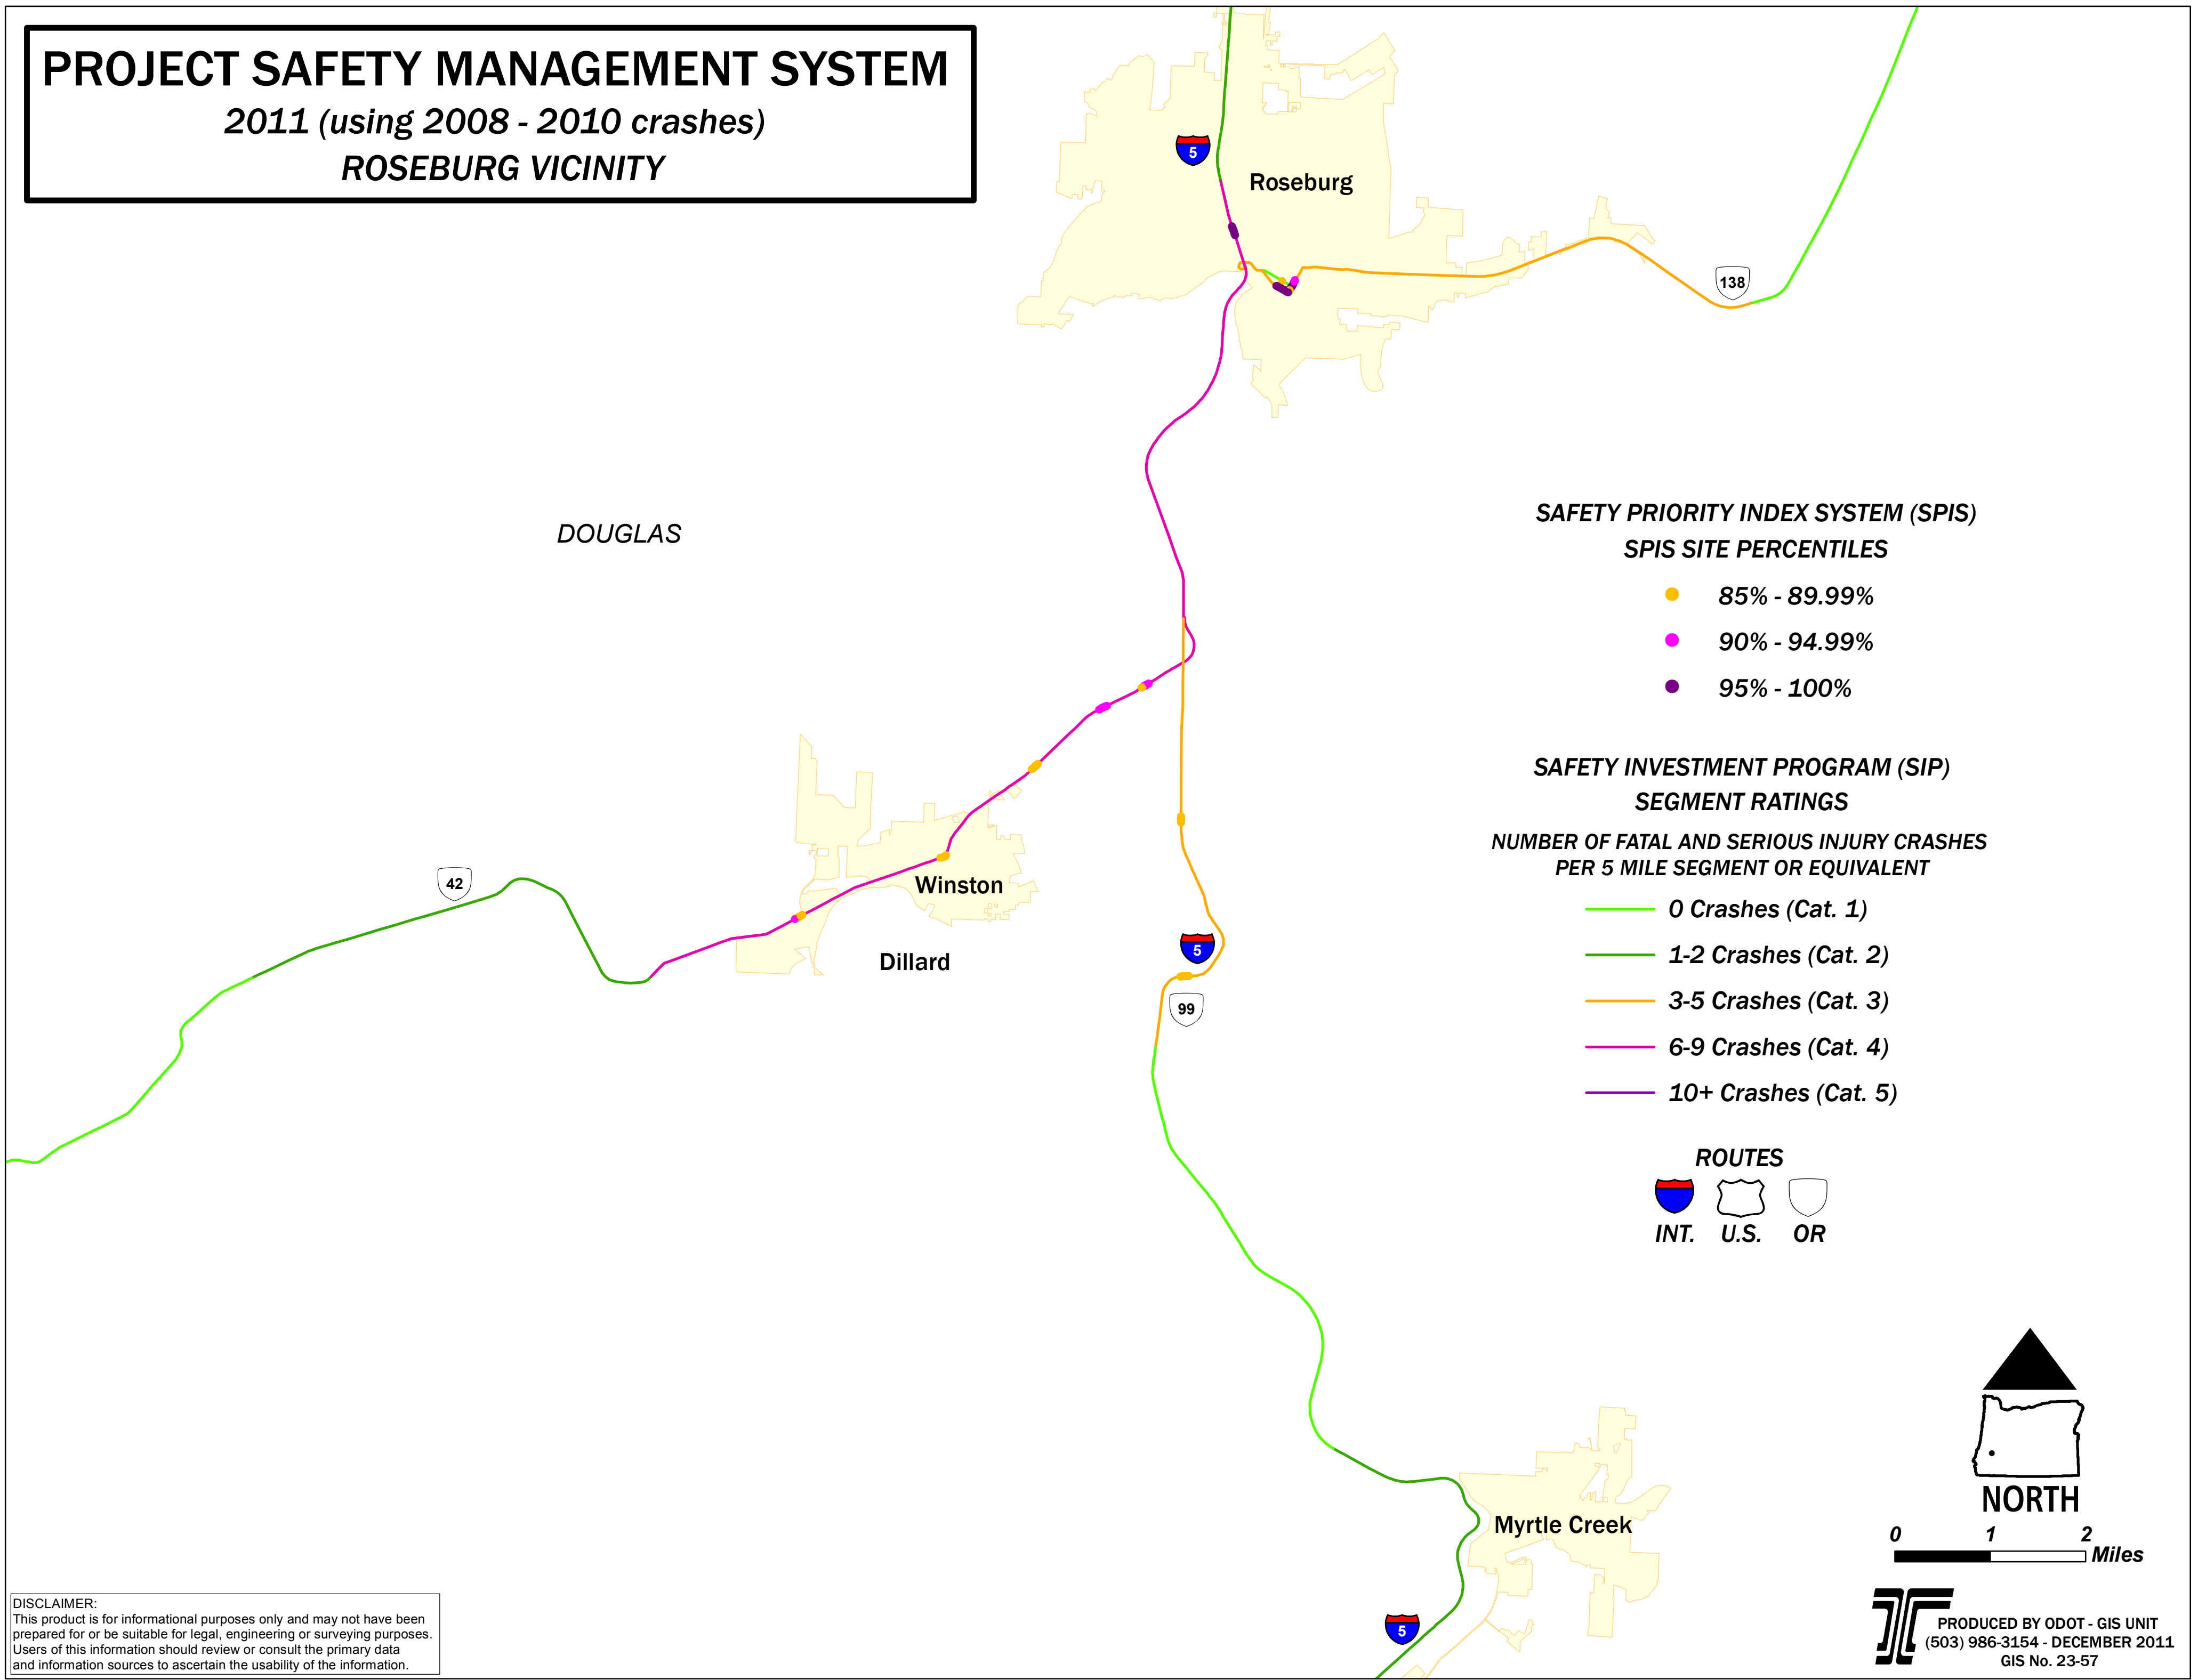 PROJECT SAFETY MANAGEMENT SYSTEM
2011 (using 2008 - 2010 crashes)
ROSEBURG VICINITY
5
Roseburg
138
DOUGLAS
SAFETY PRIORITY INDEX SYSTEM (SPIS)
SPIS SITE PERCENTILES
85% - 89.99%
90% - 94.99%
95% - 100%
SAFETY INVESTMENT PROGRAM (SIP)
SEGMENT RATINGS
NUMBER OF FATAL AND SERIOUS INJURY CRASHES
PER 5 MILE SEGMENT OR EQUIVALENT
0 Crashes (Cat. 1)
1-2 Crashes (Cat. 2)
3-5 Crashes (Cat. 3)
6-9 Crashes (Cat. 4)
10+ Crashes (Cat. 5)
42
Winston
Dillard
5
99
ROUTES
INT. U.S. OR
Myrtle Creek
5
NORTH
0 1 2
Miles
DISCLAIMER:
This product is for informational purposes only and may not have been
prepared for or be suitable for legal, engineering or surveying purposes.
Users of this information should review or consult the primary data
and information sources to ascertain the usability of the information.
PRODUCED BY ODOT - GIS UNIT
(503) 986-3154 - DECEMBER 2011
GIS No. 23-57